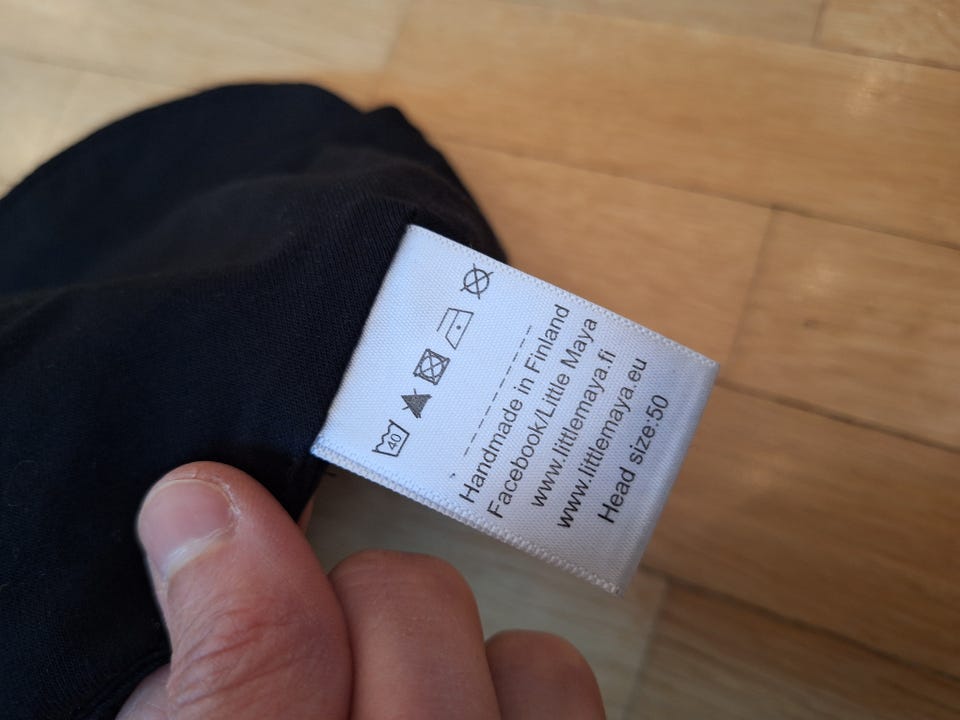 40
Handmade in Finland
Facebook/Little Maya
www.littlemaya.fi
www.littlemaya.eu
Head size:50